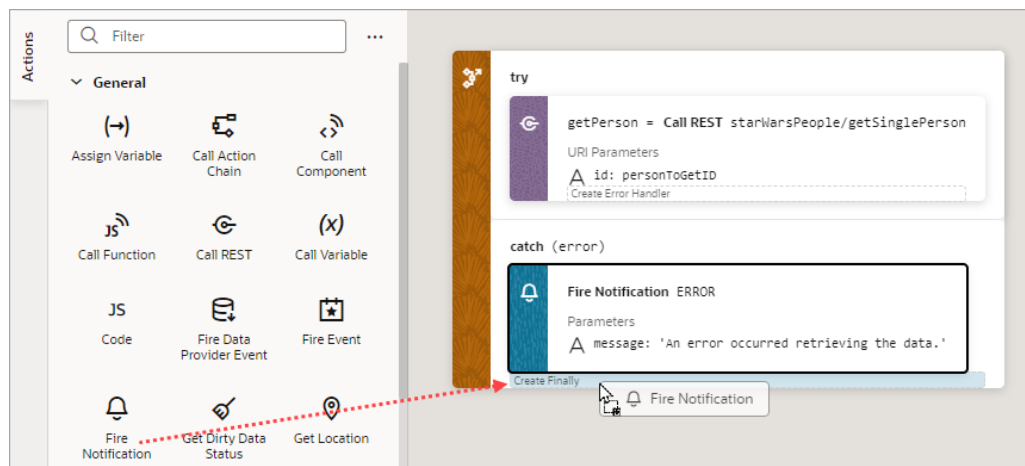 Actions
Filter
General
Assign Variable
Call Action
Chain
Call
Component
JS
Call Function
Call REST
(x)
Call Variable
JS
Code
Fire Data
Provider Event
Fire Event
Fire
Notification
Get Dirty Data
Status
Get Location
try
getPerson = Call REST starWarsPeople/getSinglePerson
URI Parameters
A id: personToGetID
Create Error Handler
catch (error)
Fire Notification ERROR
Parameters
A message: 'An error occurred retrieving the data.'
Create Finally
Fire Notification